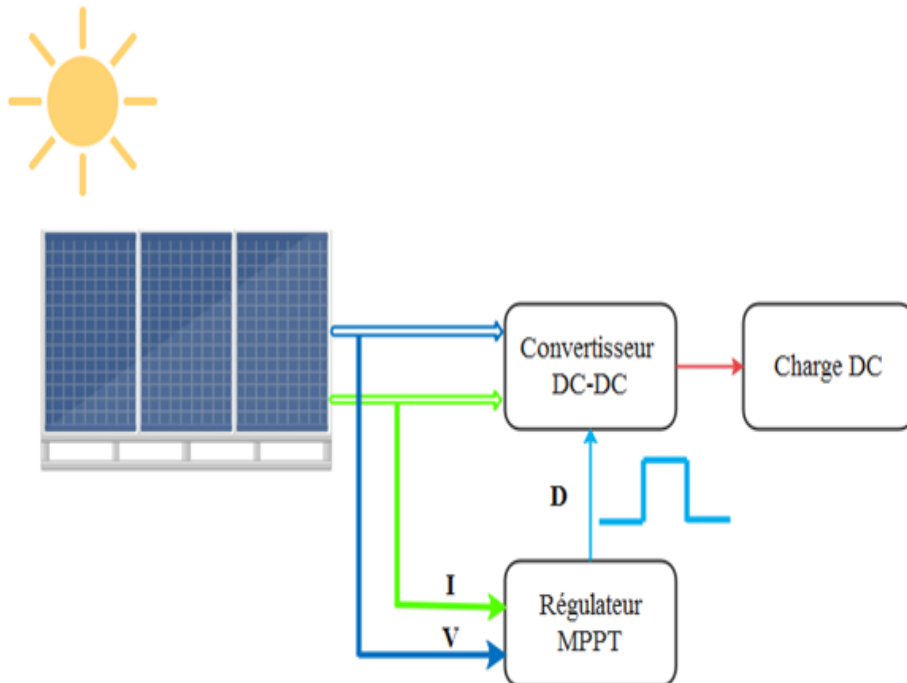 Convertisseur
DC-DC
Charge DC
D
I
V
Régulateur
MPPT